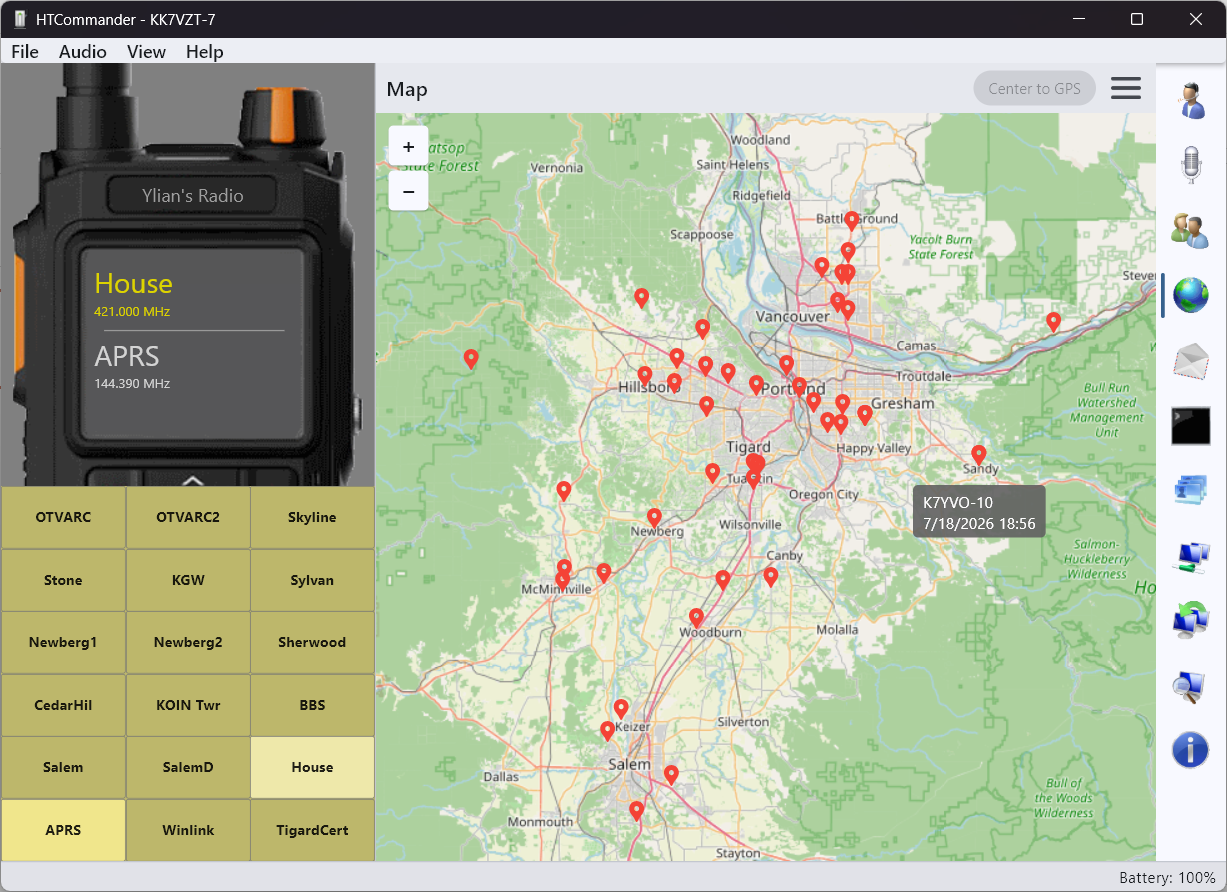 HTCommander - KK7VZT-7
File Audio View Help
Ylian's Radio
House
421.000 MHz
APRS
144.390 MHz
OTVARC OTVARC2 Skyline
Stone KGW Sylvan
Newberg1 Newberg2 Sherwood
CedarHil KOIN Twr BBS
Salem SalemD House
APRS Winlink TigardCert
Map
Center to GPS
+
−
atsop
State Forest
Vernonia
Woodland
Saint Helens
Ridgefield
Battle Ground
Scappoose
Yacolt Burn
State Forest
Steven
Vancouver
Camas
Troutdale
Hillsboro
Portland
Gresham
Bull Run
Watershed
Management
Unit
Tigard
Happy Valley
Sandy
Tualatin
Oregon City
K7YVO-10
7/18/2026 18:56
Newberg
Wilsonville
Canby
Salmon-
Huckleberry
Wilderness
Ho
McMinnville
Woodburn
Molalla
Keizer
Silverton
Salem
Dallas
Bull of
the Woods
Wilderness
Monmouth
Stayton
Battery: 100%